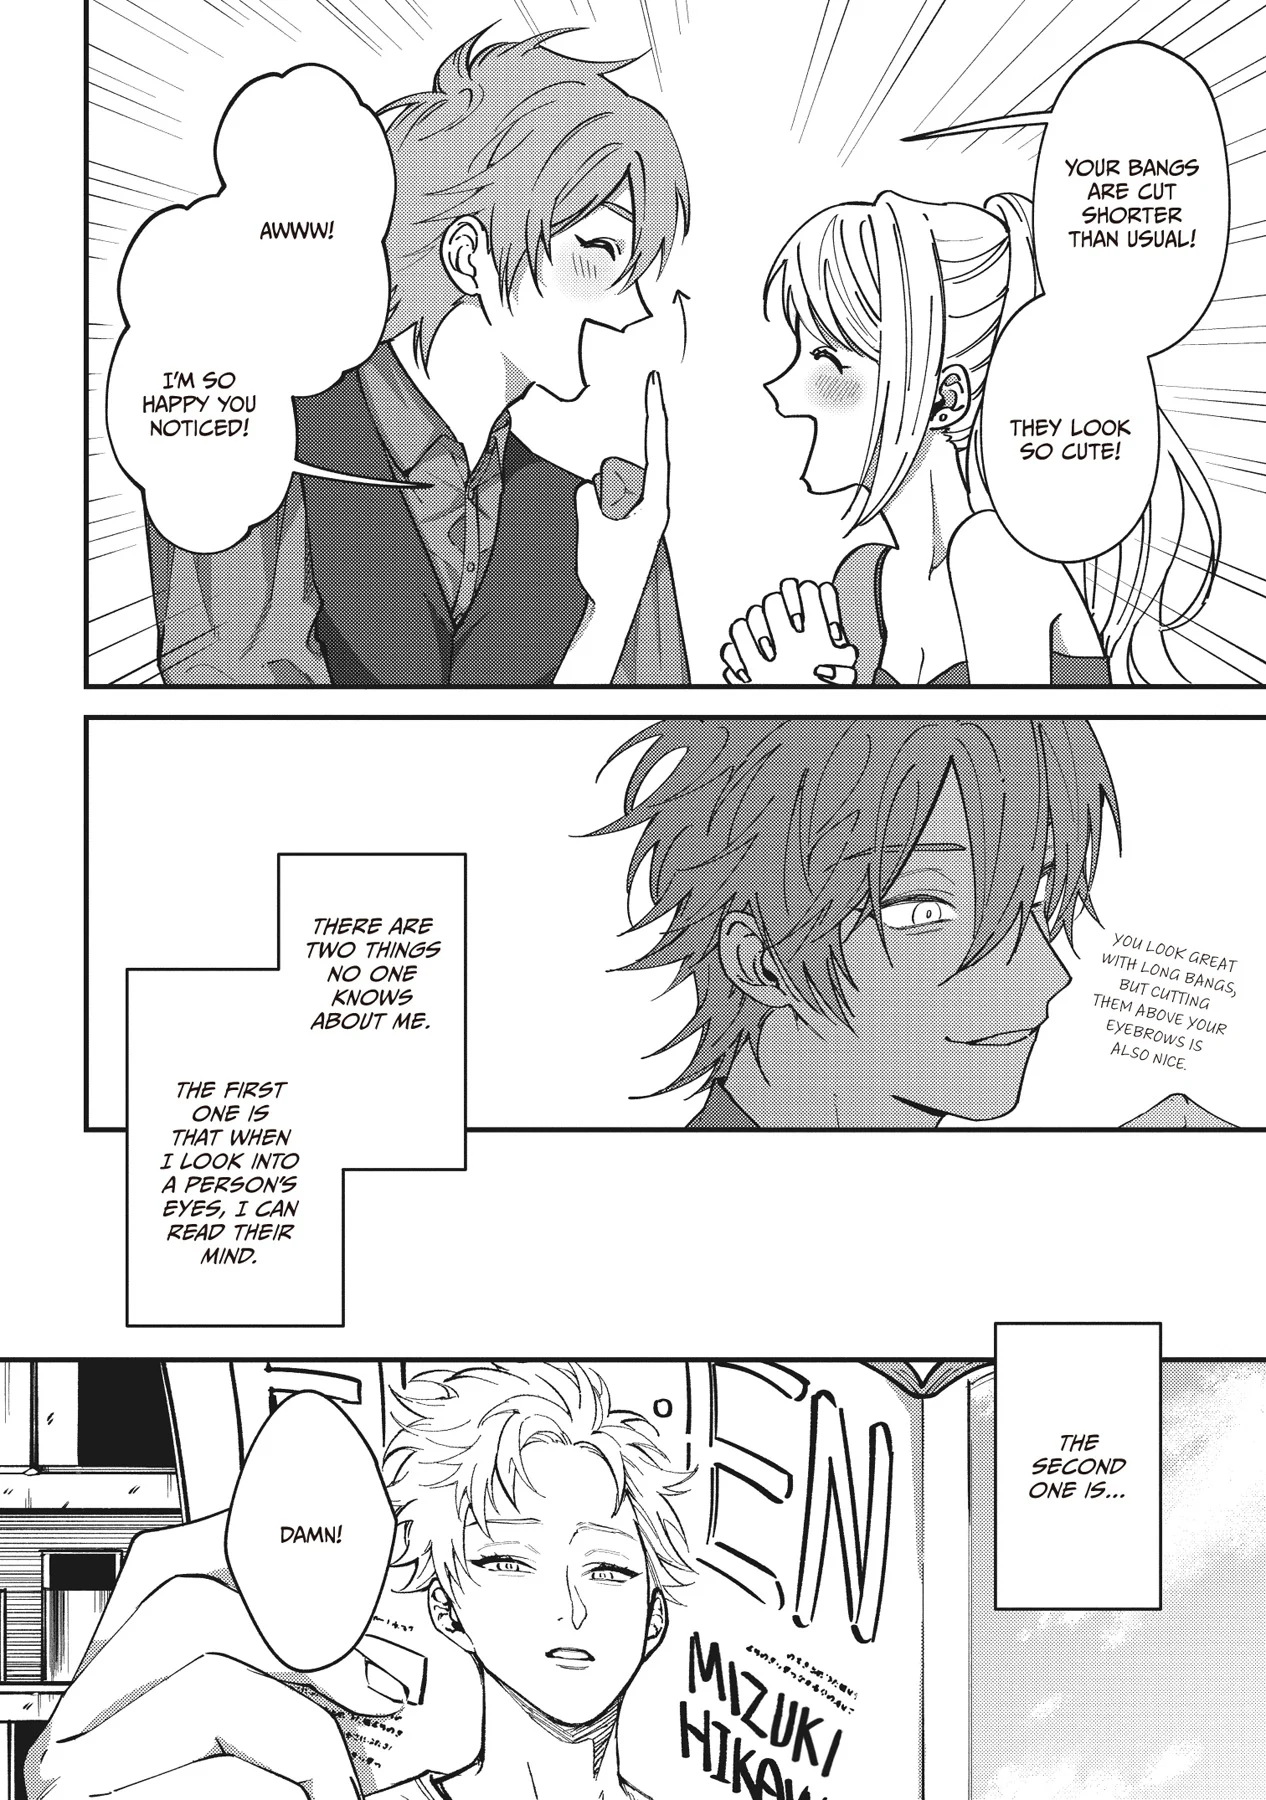 YOUR BANGS
ARE CUT
SHORTER
THAN USUAL!
THEY LOOK
SO CUTE!
AWWW!
I'M SO
HAPPY YOU
NOTICED!
YOU LOOK GREAT
WITH LONG BANGS,
BUT CUTTING
THEM ABOVE YOUR
EYEBROWS IS
ALSO NICE.
THERE ARE
TWO THINGS
NO ONE
KNOWS
ABOUT ME.
THE FIRST
ONE IS
THAT WHEN
I LOOK INTO
A PERSON'S
EYES, I CAN
READ THEIR
MIND.
THE
SECOND
ONE IS...
DAMN!
EN
MIZUKI